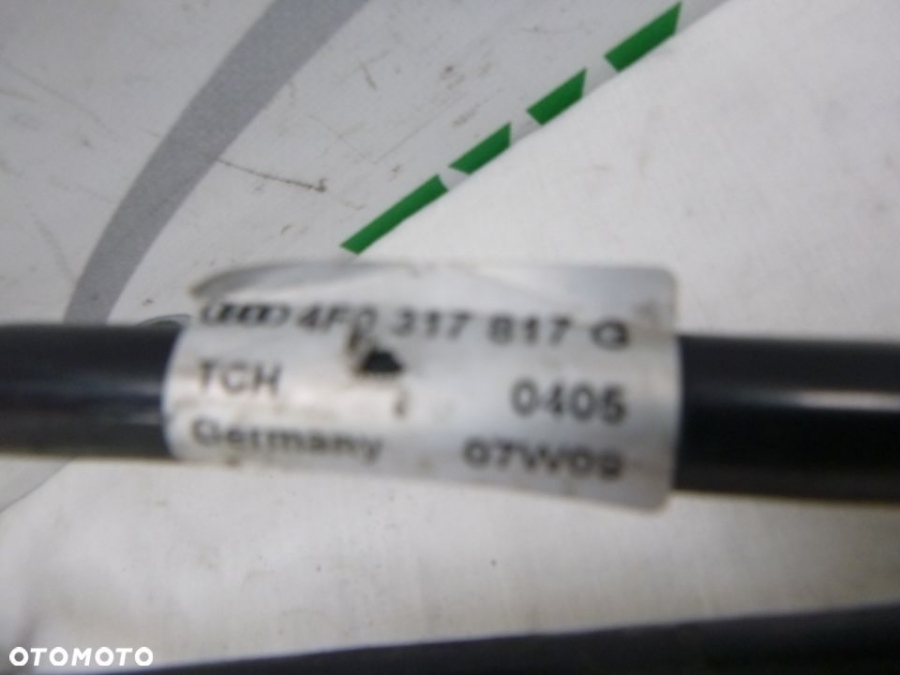 4F0 317 817 G
TCH 0405
Germany 07W09
OTOMOTO